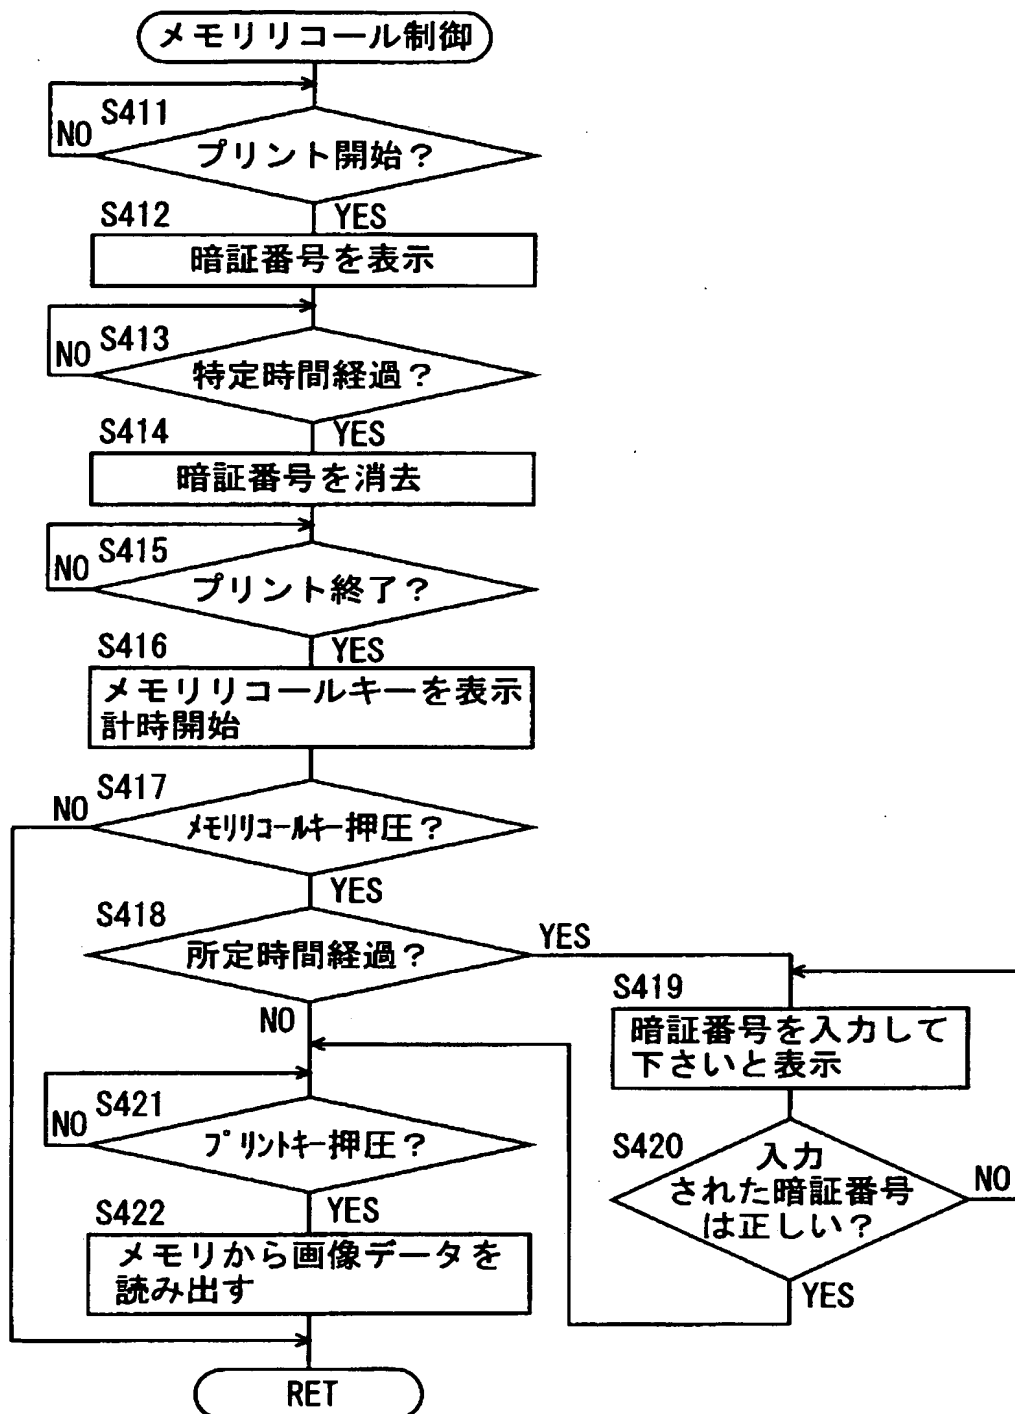 メモリリコール制御
S411
NO
プリント開始?
YES
S412
暗証番号を表示
S413
NO
特定時間経過?
YES
S414
暗証番号を消去
S415
NO
プリント終了?
YES
S416
メモリリコールキーを表示
計時開始
S417
NO
メモリリコールキー押圧?
YES
S418
所定時間経過?
YES
NO
S419
暗証番号を入力して
下さいと表示
S420
入力
された暗証番号
は正しい?
NO
YES
S421
NO
プリントキー押圧?
YES
S422
メモリから画像データを
読み出す
RET